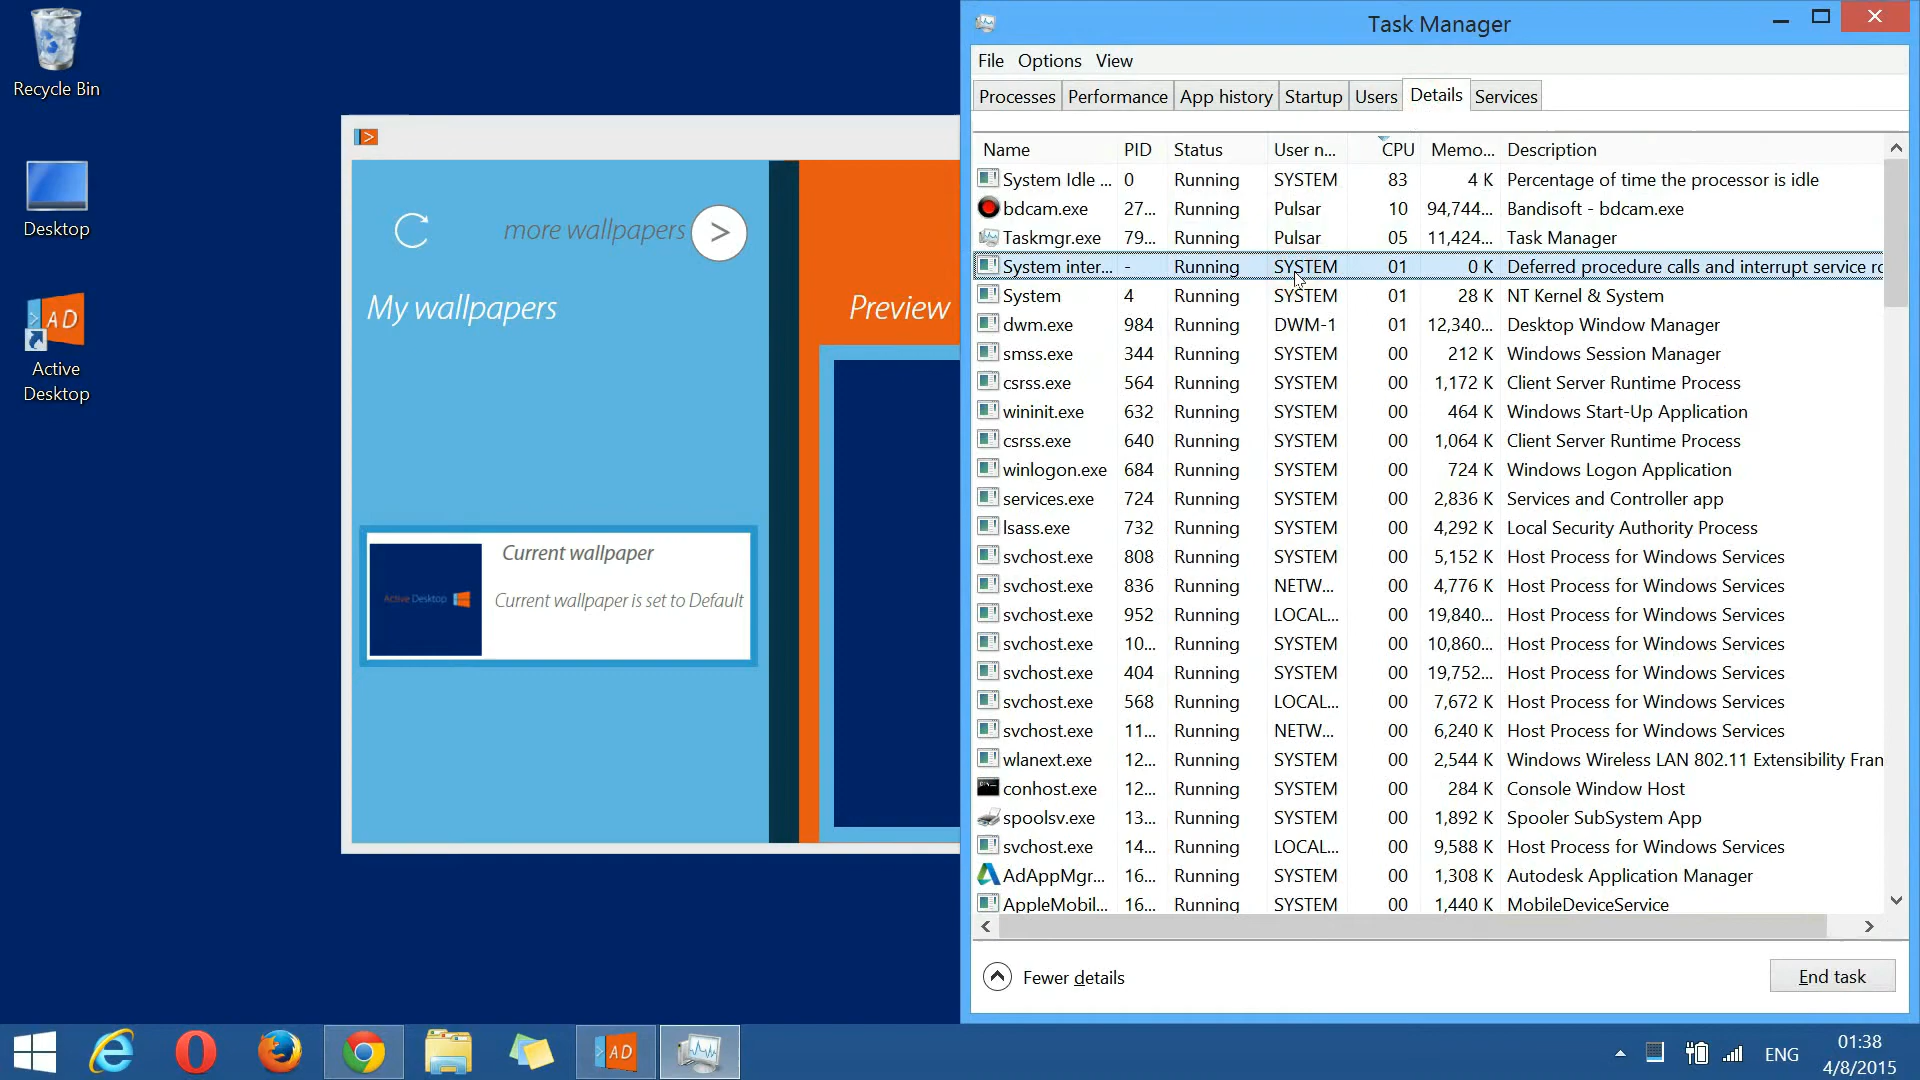 Recycle Bin
Desktop
AD
Active
Desktop
more wallpapers
My wallpapers
Preview
Current wallpaper
Current wallpaper is set to Default
Active Desktop
Task Manager
File Options View
Processes Performance App history Startup Users Details Services
Name PID Status User n... CPU Memo... Description
System Idle ... 0 Running SYSTEM 83 4 K Percentage of time the processor is idle
bdcam.exe 27... Running Pulsar 10 94,744... Bandisoft - bdcam.exe
Taskmgr.exe 79... Running Pulsar 05 11,424... Task Manager
System inter... - Running SYSTEM 01 0 K Deferred procedure calls and interrupt service ro
System 4 Running SYSTEM 01 28 K NT Kernel & System
dwm.exe 984 Running DWM-1 01 12,340... Desktop Window Manager
smss.exe 344 Running SYSTEM 00 212 K Windows Session Manager
csrss.exe 564 Running SYSTEM 00 1,172 K Client Server Runtime Process
wininit.exe 632 Running SYSTEM 00 464 K Windows Start-Up Application
csrss.exe 640 Running SYSTEM 00 1,064 K Client Server Runtime Process
winlogon.exe 684 Running SYSTEM 00 724 K Windows Logon Application
services.exe 724 Running SYSTEM 00 2,836 K Services and Controller app
lsass.exe 732 Running SYSTEM 00 4,292 K Local Security Authority Process
svchost.exe 808 Running SYSTEM 00 5,152 K Host Process for Windows Services
svchost.exe 836 Running NETW... 00 4,776 K Host Process for Windows Services
svchost.exe 952 Running LOCAL... 00 19,840... Host Process for Windows Services
svchost.exe 10... Running SYSTEM 00 10,860... Host Process for Windows Services
svchost.exe 404 Running SYSTEM 00 19,752... Host Process for Windows Services
svchost.exe 568 Running LOCAL... 00 7,672 K Host Process for Windows Services
svchost.exe 11... Running NETW... 00 6,240 K Host Process for Windows Services
wlanext.exe 12... Running SYSTEM 00 2,544 K Windows Wireless LAN 802.11 Extensibility Fran
conhost.exe 12... Running SYSTEM 00 284 K Console Window Host
spoolsv.exe 13... Running SYSTEM 00 1,892 K Spooler SubSystem App
svchost.exe 14... Running LOCAL... 00 9,588 K Host Process for Windows Services
AdAppMgr... 16... Running SYSTEM 00 1,308 K Autodesk Application Manager
AppleMobil... 16... Running SYSTEM 00 1,440 K MobileDeviceService
Fewer details
End task
AD
ENG
01:38
4/8/2015